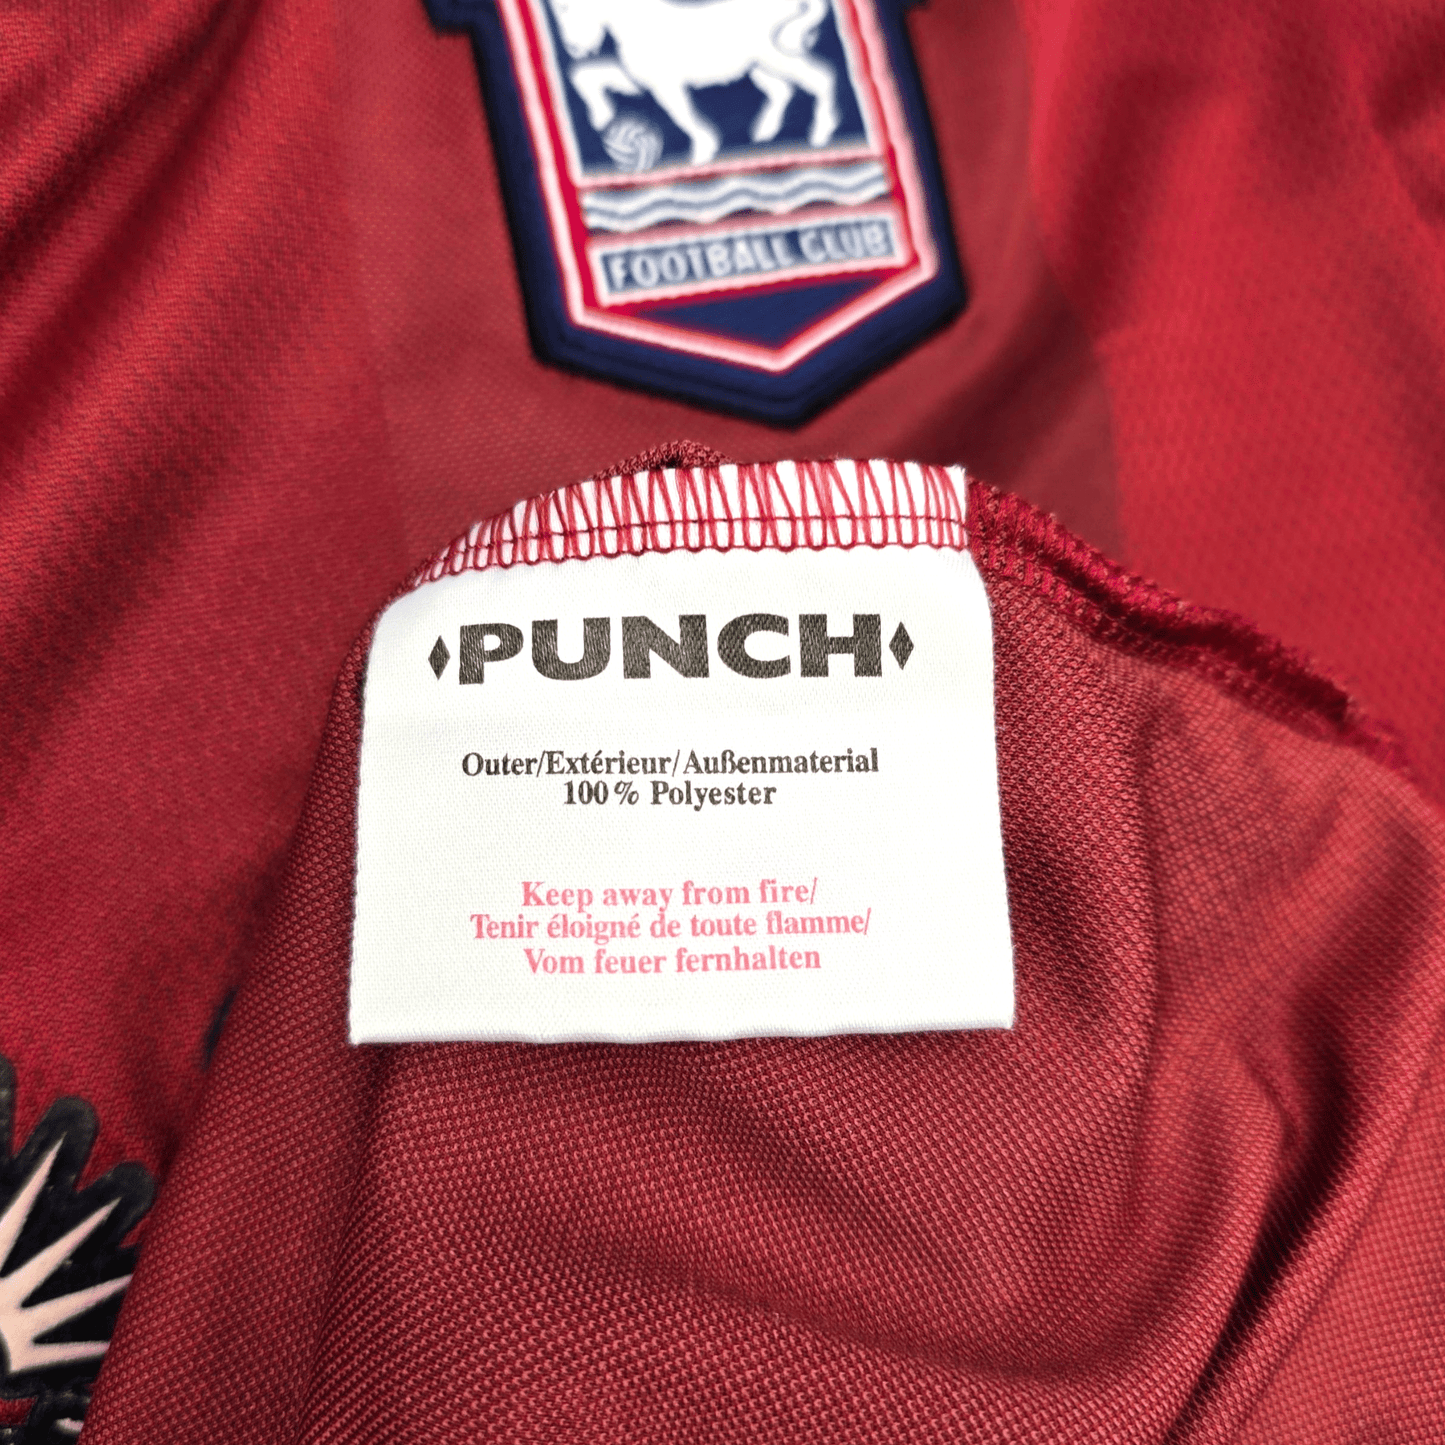 FOOTBALL CLUB
PUNCH
Outer/Extérieur/Außenmaterial
100% Polyester
Keep away from fire/
Tenir éloigné de toute flamme/
Vom feuer fernhalten